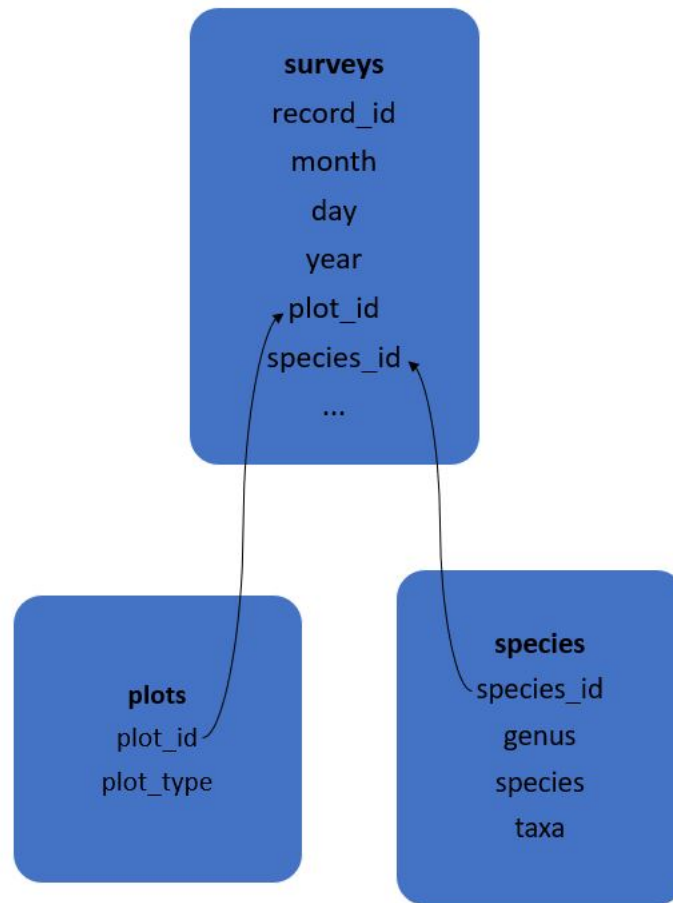 surveys
record_id
month
day
year
plot_id
species_id
...
plots
plot_id
plot_type
species
species_id
genus
species
taxa